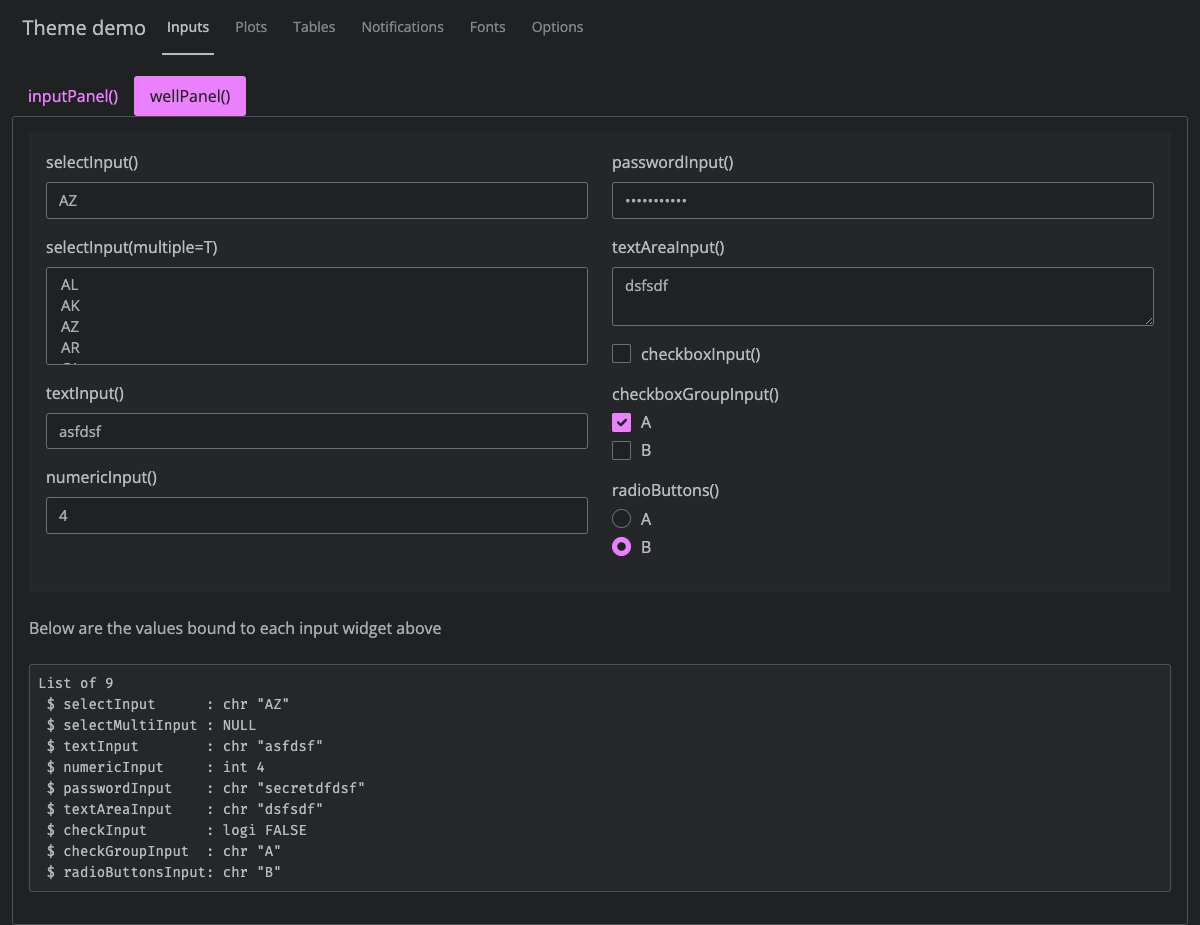 Theme demo Inputs Plots Tables Notifications Fonts Options
inputPanel() wellPanel()
selectInput()
AZ
selectInput(multiple=T)
AL
AK
AZ
AR
textInput()
asfdsf
numericInput()
4
passwordInput()
•••••••••••
textAreaInput()
dsfsdf
checkboxInput()
checkboxGroupInput()
A
B
radioButtons()
A
B
Below are the values bound to each input widget above
List of 9
 $ selectInput      : chr "AZ"
 $ selectMultiInput : NULL
 $ textInput        : chr "asfdsf"
 $ numericInput     : int 4
 $ passwordInput    : chr "secretdfdsf"
 $ textAreaInput    : chr "dsfsdf"
 $ checkInput       : logi FALSE
 $ checkGroupInput  : chr "A"
 $ radioButtonsInput: chr "B"